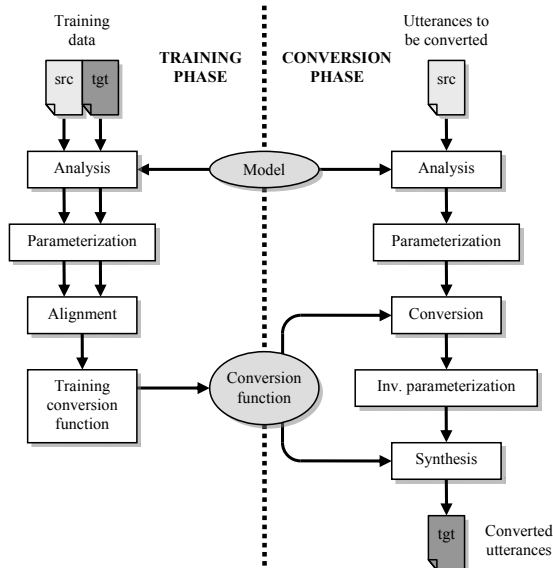 Training
data
src
tgt
TRAINING
PHASE
Analysis
Parameterization
Alignment
Training
conversion
function
Model
Conversion
function
CONVERSION
PHASE
Utterances to
be converted
src
Analysis
Parameterization
Conversion
Inv. parameterization
Synthesis
tgt
Converted
utterances